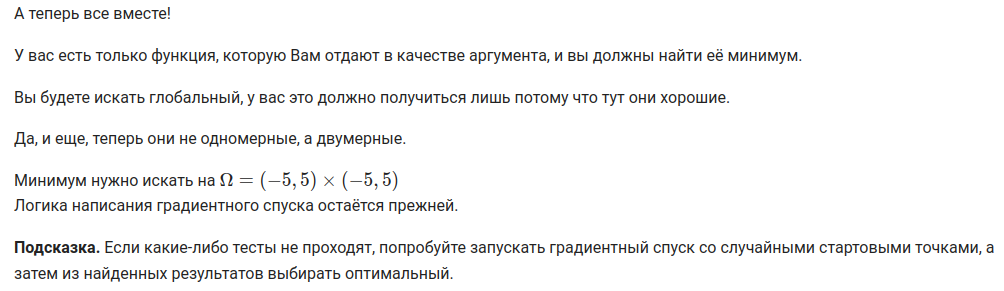 А теперь все вместе!
У вас есть только функция, которую Вам отдают в качестве аргумента, и вы должны найти её минимум.
Вы будете искать глобальный, у вас это должно получиться лишь потому что тут они хорошие.
Да, и еще, теперь они не одномерные, а двумерные.
Минимум нужно искать на Ω = (−5, 5) × (−5, 5)
Логика написания градиентного спуска остаётся прежней.
Подсказка. Если какие-либо тесты не проходят, попробуйте запускать градиентный спуск со случайными стартовыми точками, а
затем из найденных результатов выбирать оптимальный.